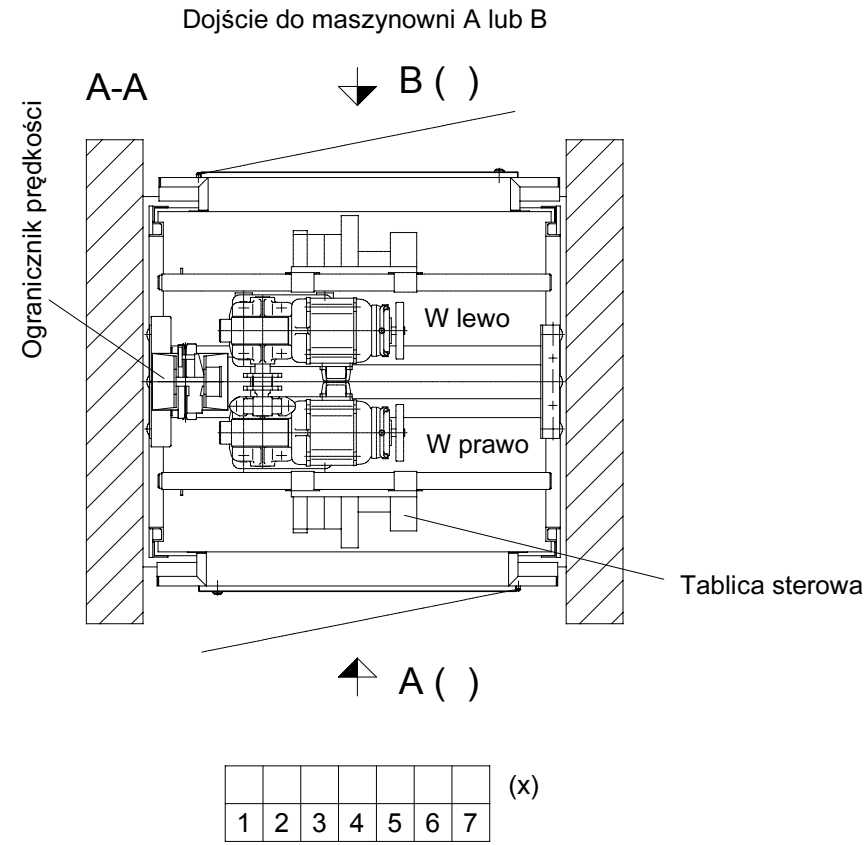 Dojście do maszynowni A lub B
A-A
B ( )
Ogranicznik prędkości
W lewo
W prawo
Tablica sterowa
A ( )
(x)
1 2 3 4 5 6 7